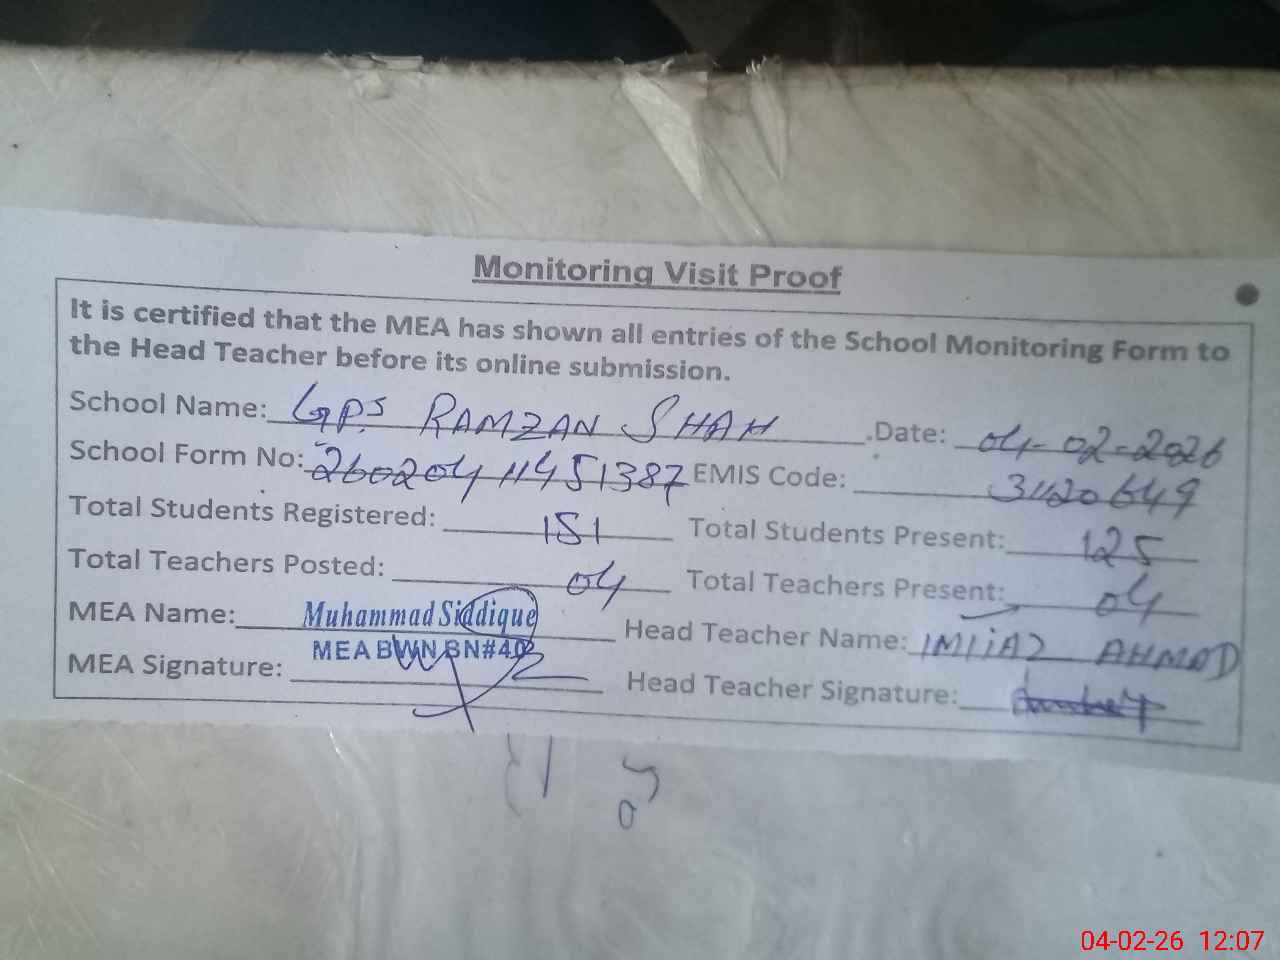 Monitoring Visit Proof
It is certified that the MEA has shown all entries of the School Monitoring Form to
the Head Teacher before its online submission.
School Name: GPS RAMZAN SHAH Date: 04-02-2026
School Form No: 26020411451387 EMIS Code: 31120649
Total Students Registered: 151 Total Students Present: 125
Total Teachers Posted: 04 Total Teachers Present: 04
MEA Name: Muhammad Siddique Head Teacher Name: IMTIAZ AHMAD
MEA BWN BN#40
MEA Signature: Head Teacher Signature:
04-02-26 12:07